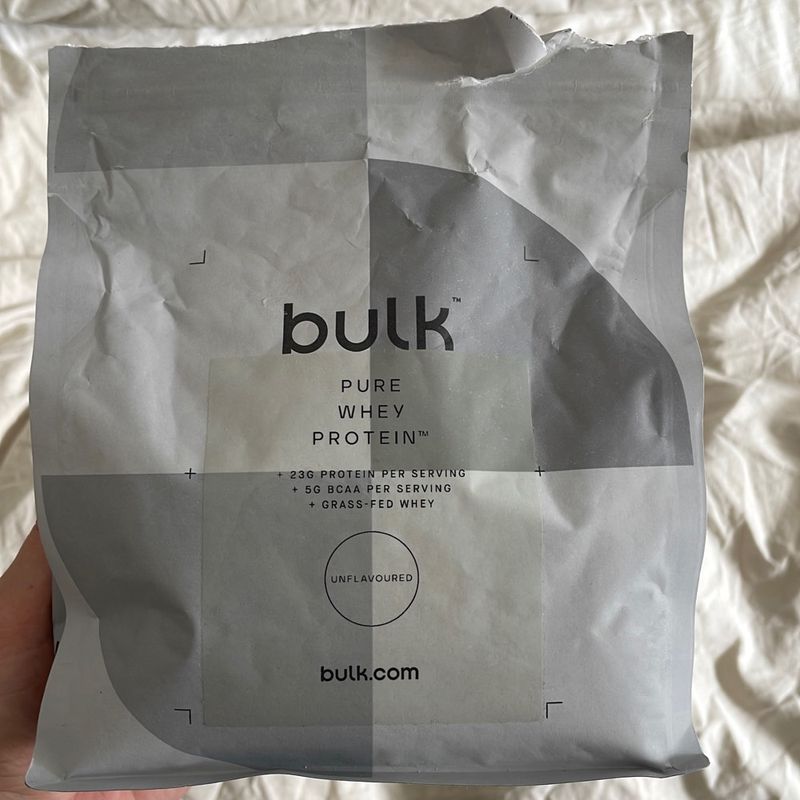 bulk™
PURE
WHEY
PROTEIN™
+ 23G PROTEIN PER SERVING
+ 5G BCAA PER SERVING
+ GRASS-FED WHEY
UNFLAVOURED
bulk.com